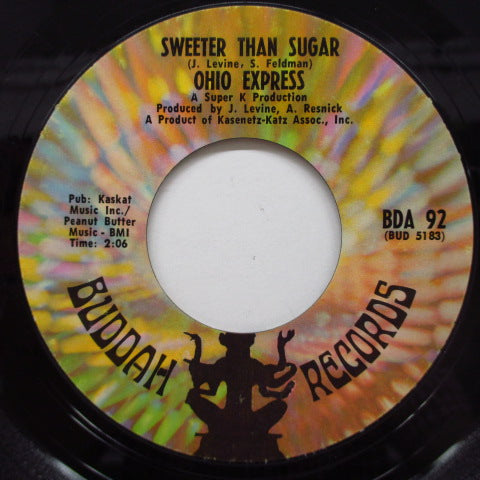 SWEETER THAN SUGAR
(J. Levine, S. Feldman)
OHIO EXPRESS
A Super K Production
Produced by J. Levine, A. Resnick
A Product of Kasenetz-Katz Assoc., Inc.
Pub: Kaskat
Music Inc./
Peanut Butter
Music - BMI
Time: 2:06
BDA 92
(BUD 5183)
BUDDAH RECORDS